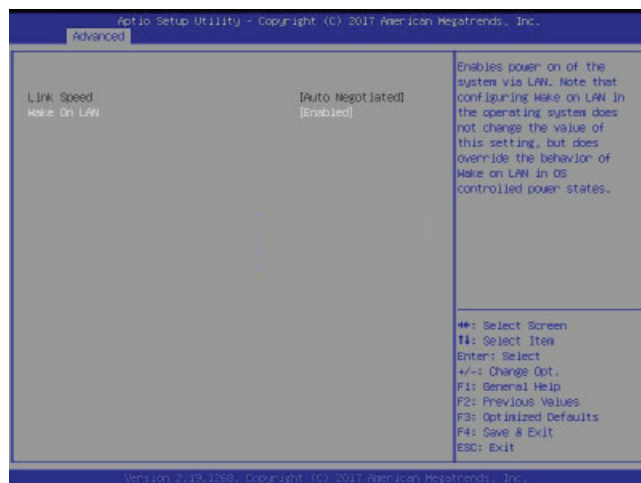 Aptio Setup Utility - Copyright (C) 2017 American Megatrends, Inc.
Advanced
Link Speed [Auto Negotiated]
Wake On LAN [Enabled]
Enables power on of the
system via LAN. Note that
configuring Wake on LAN in
the operating system does
not change the value of
this setting, but does
override the behavior of
Wake on LAN in OS
controlled power states.
→←: Select Screen
↑↓: Select Item
Enter: Select
+/-: Change Opt.
F1: General Help
F2: Previous Values
F3: Optimized Defaults
F4: Save & Exit
ESC: Exit
Version 2.19.1268. Copyright (C) 2017 American Megatrends, Inc.